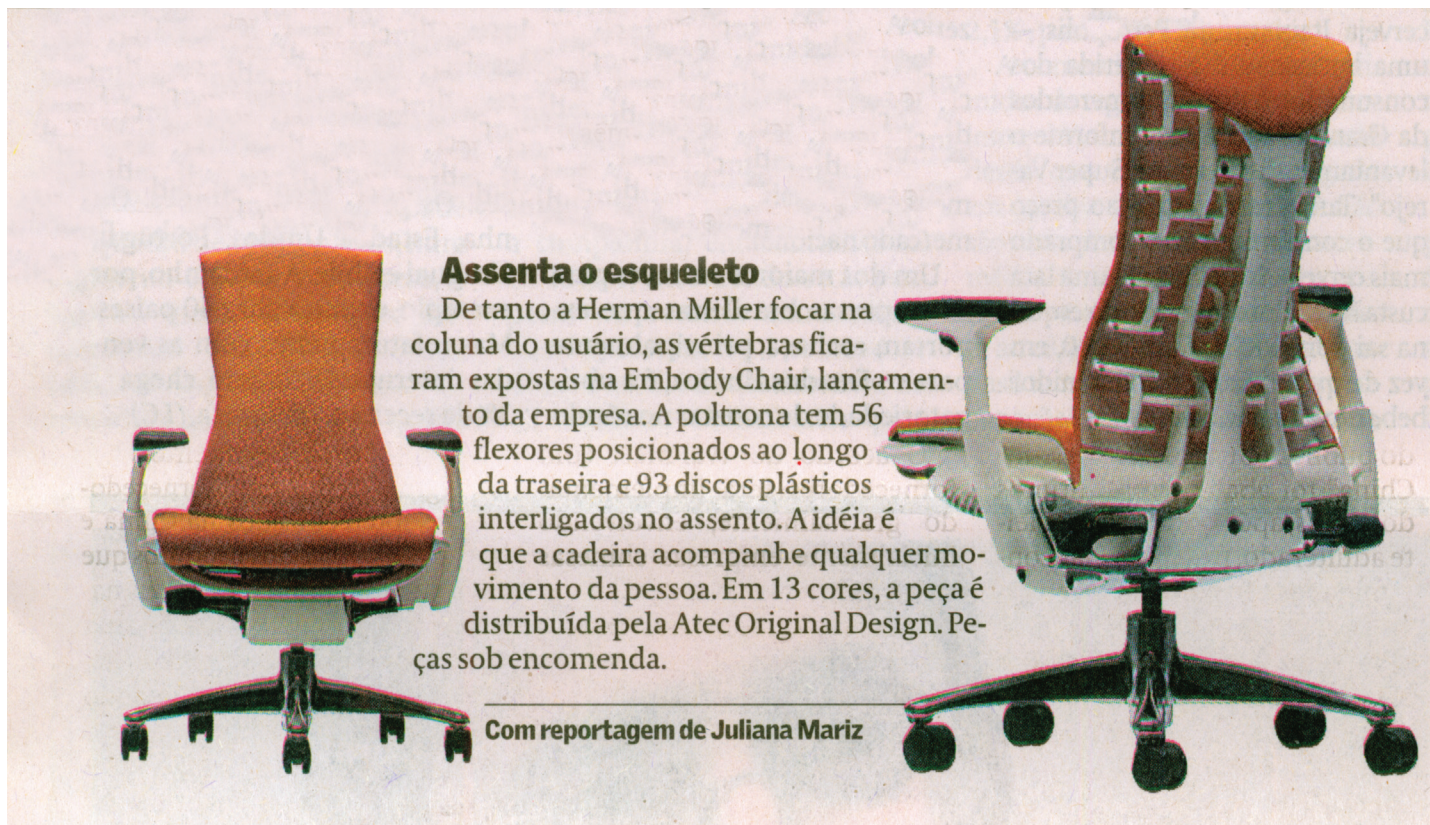 Assenta o esqueleto
De tanto a Herman Miller focar na
coluna do usuário, as vértebras fica-
ram expostas na Embody Chair, lançamen-
to da empresa. A poltrona tem 56
flexores posicionados ao longo
da traseira e 93 discos plásticos
interligados no assento. A idéia é
que a cadeira acompanhe qualquer mo-
vimento da pessoa. Em 13 cores, a peça é
distribuída pela Atec Original Design. Pe-
ças sob encomenda.
Com reportagem de Juliana Mariz